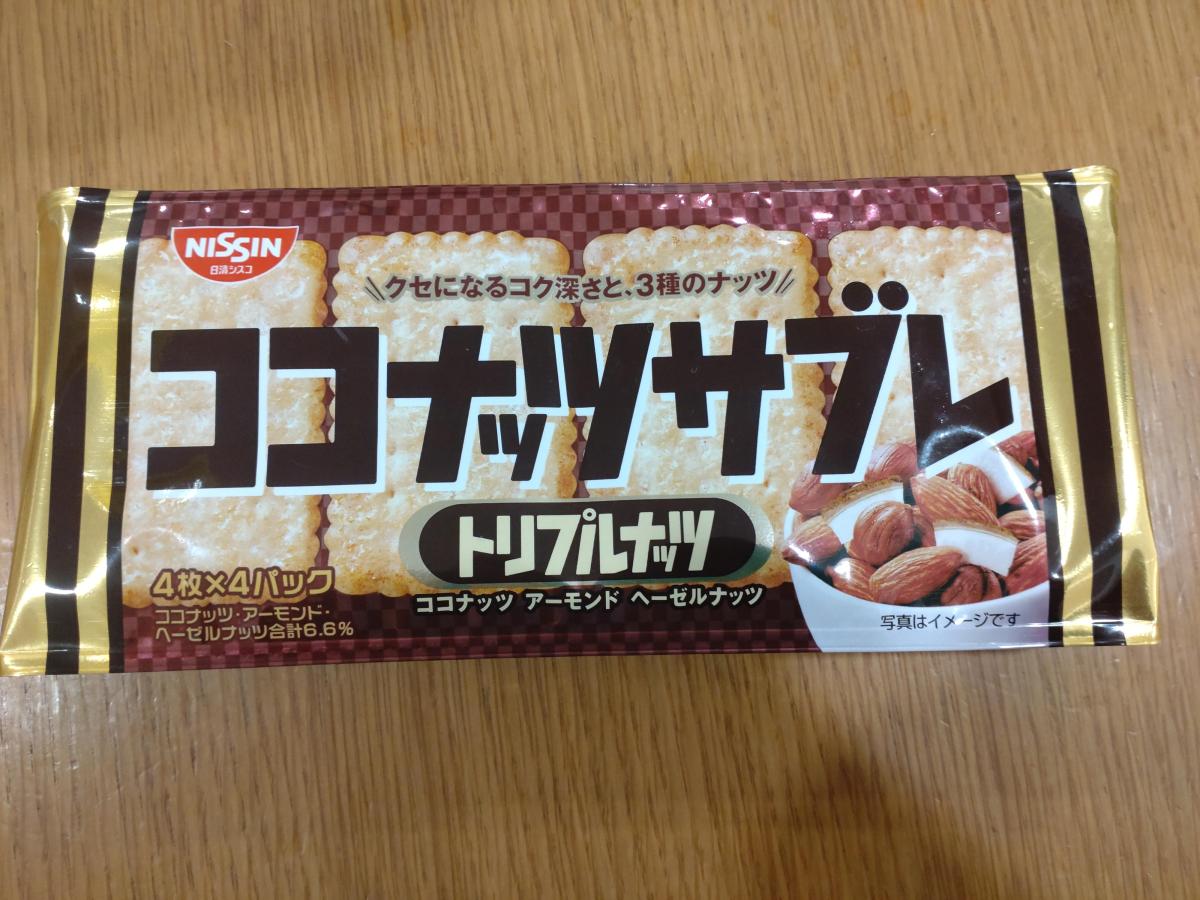 NISSIN
日清シスコ
\\クセになるコク深さと、3種のナッツ//
ココナッツサブレ
トリプルナッツ
ココナッツ アーモンド ヘーゼルナッツ
4枚×4パック
ココナッツ・アーモンド・
ヘーゼルナッツ合計6.6%
写真はイメージです